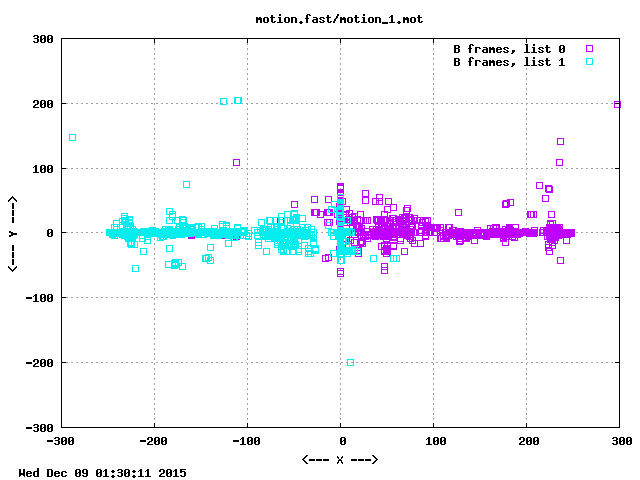 motion.fast/motion_1.mot
300
200
100
0
-100
-200
-300
<--- Y --->
B frames, list 0
B frames, list 1
-300 -200 -100 0 100 200 300
<--- X --->
Wed Dec 09 01:30:11 2015